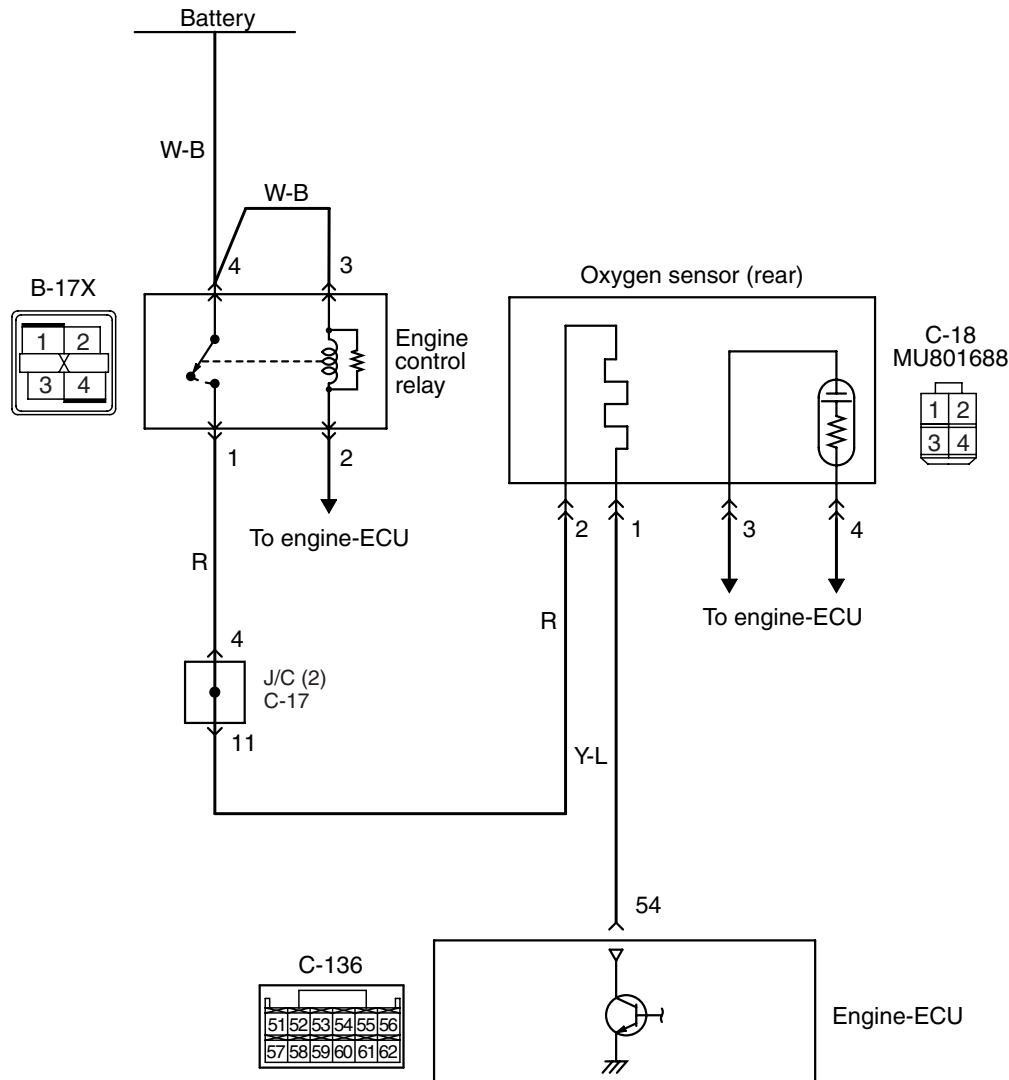 Battery
W-B
W-B
4
3
B-17X
1 2
X
3 4
Engine
control
relay
1
2
To engine-ECU
R
4
J/C (2)
C-17
11
Oxygen sensor (rear)
C-18
MU801688
1 2
3 4
2
1
3
4
To engine-ECU
R
Y-L
54
C-136
51 52 53 54 55 56
57 58 59 60 61 62
Engine-ECU